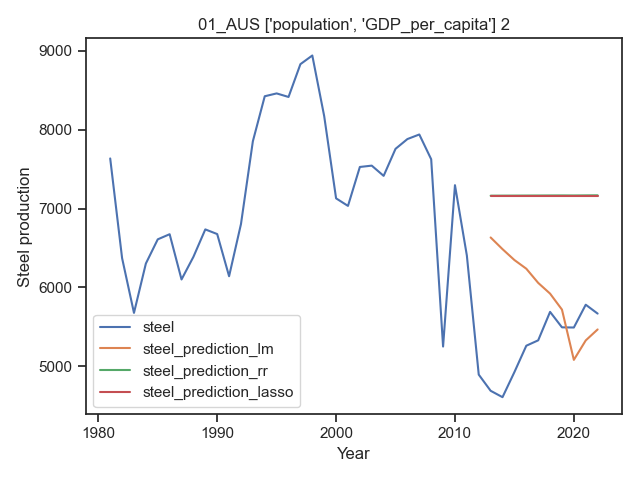 01_AUS ['population', 'GDP_per_capita'] 2
9000
8000
7000
6000
5000
Steel production
steel
steel_prediction_lm
steel_prediction_rr
steel_prediction_lasso
1980
1990
2000
2010
2020
Year